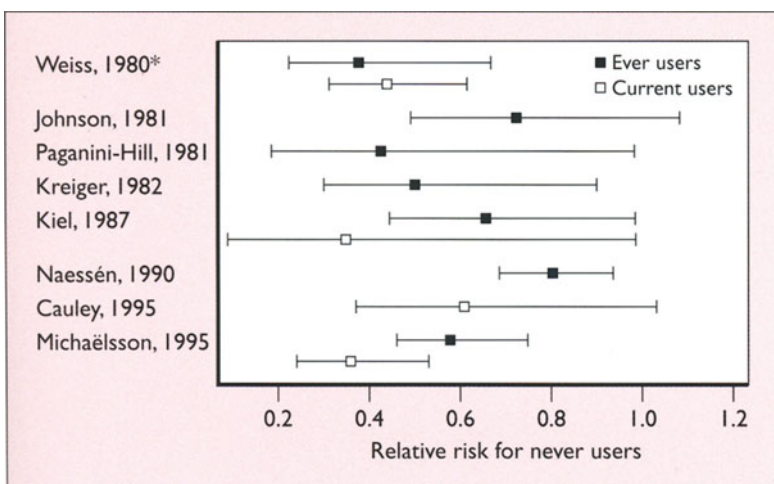 Weiss, 1980*
Johnson, 1981
Paganini-Hill, 1981
Kreiger, 1982
Kiel, 1987
Naessén, 1990
Cauley, 1995
Michaëlsson, 1995
Ever users
Current users
0.2 0.4 0.6 0.8 1.0 1.2
Relative risk for never users